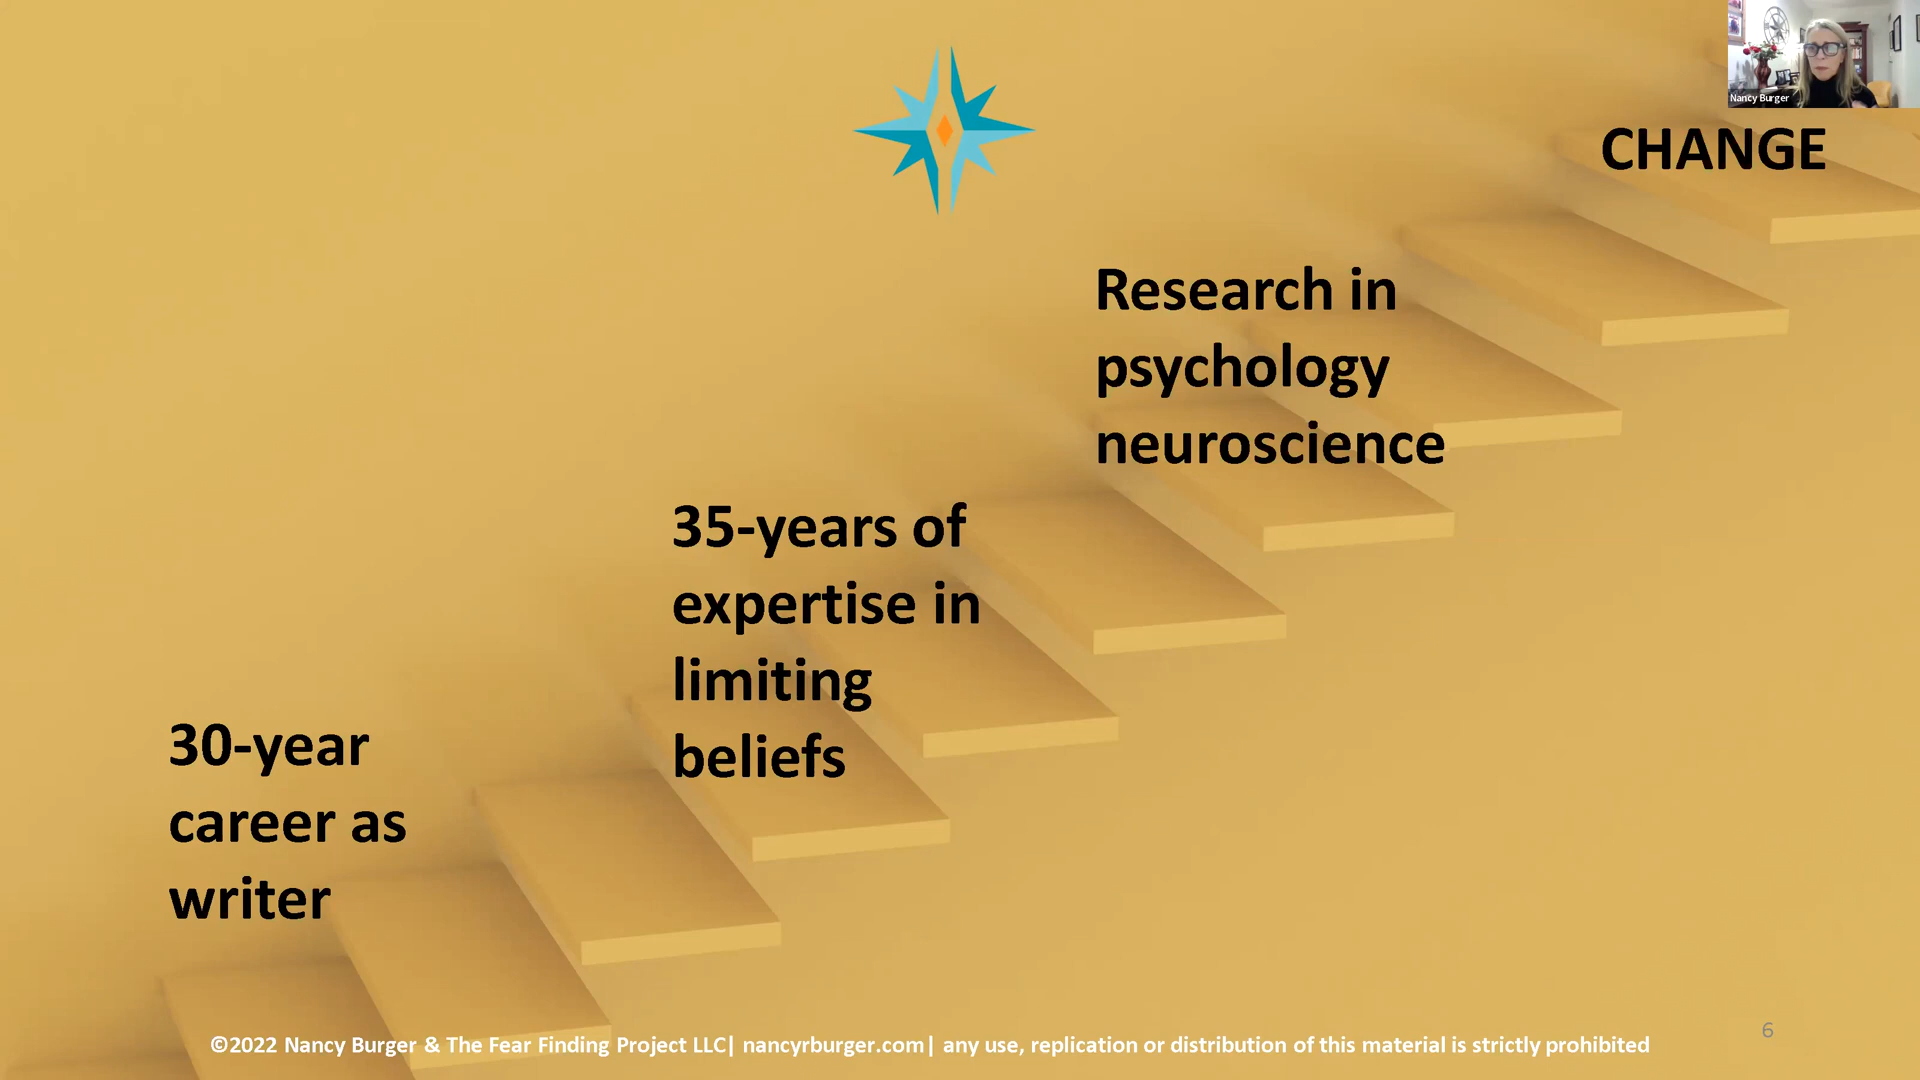 Nancy Burger
CHANGE
Research in
psychology
neuroscience
35-years of
expertise in
limiting
beliefs
30-year
career as
writer
6
©2022 Nancy Burger & The Fear Finding Project LLC| nancyrburger.com| any use, replication or distribution of this material is strictly prohibited